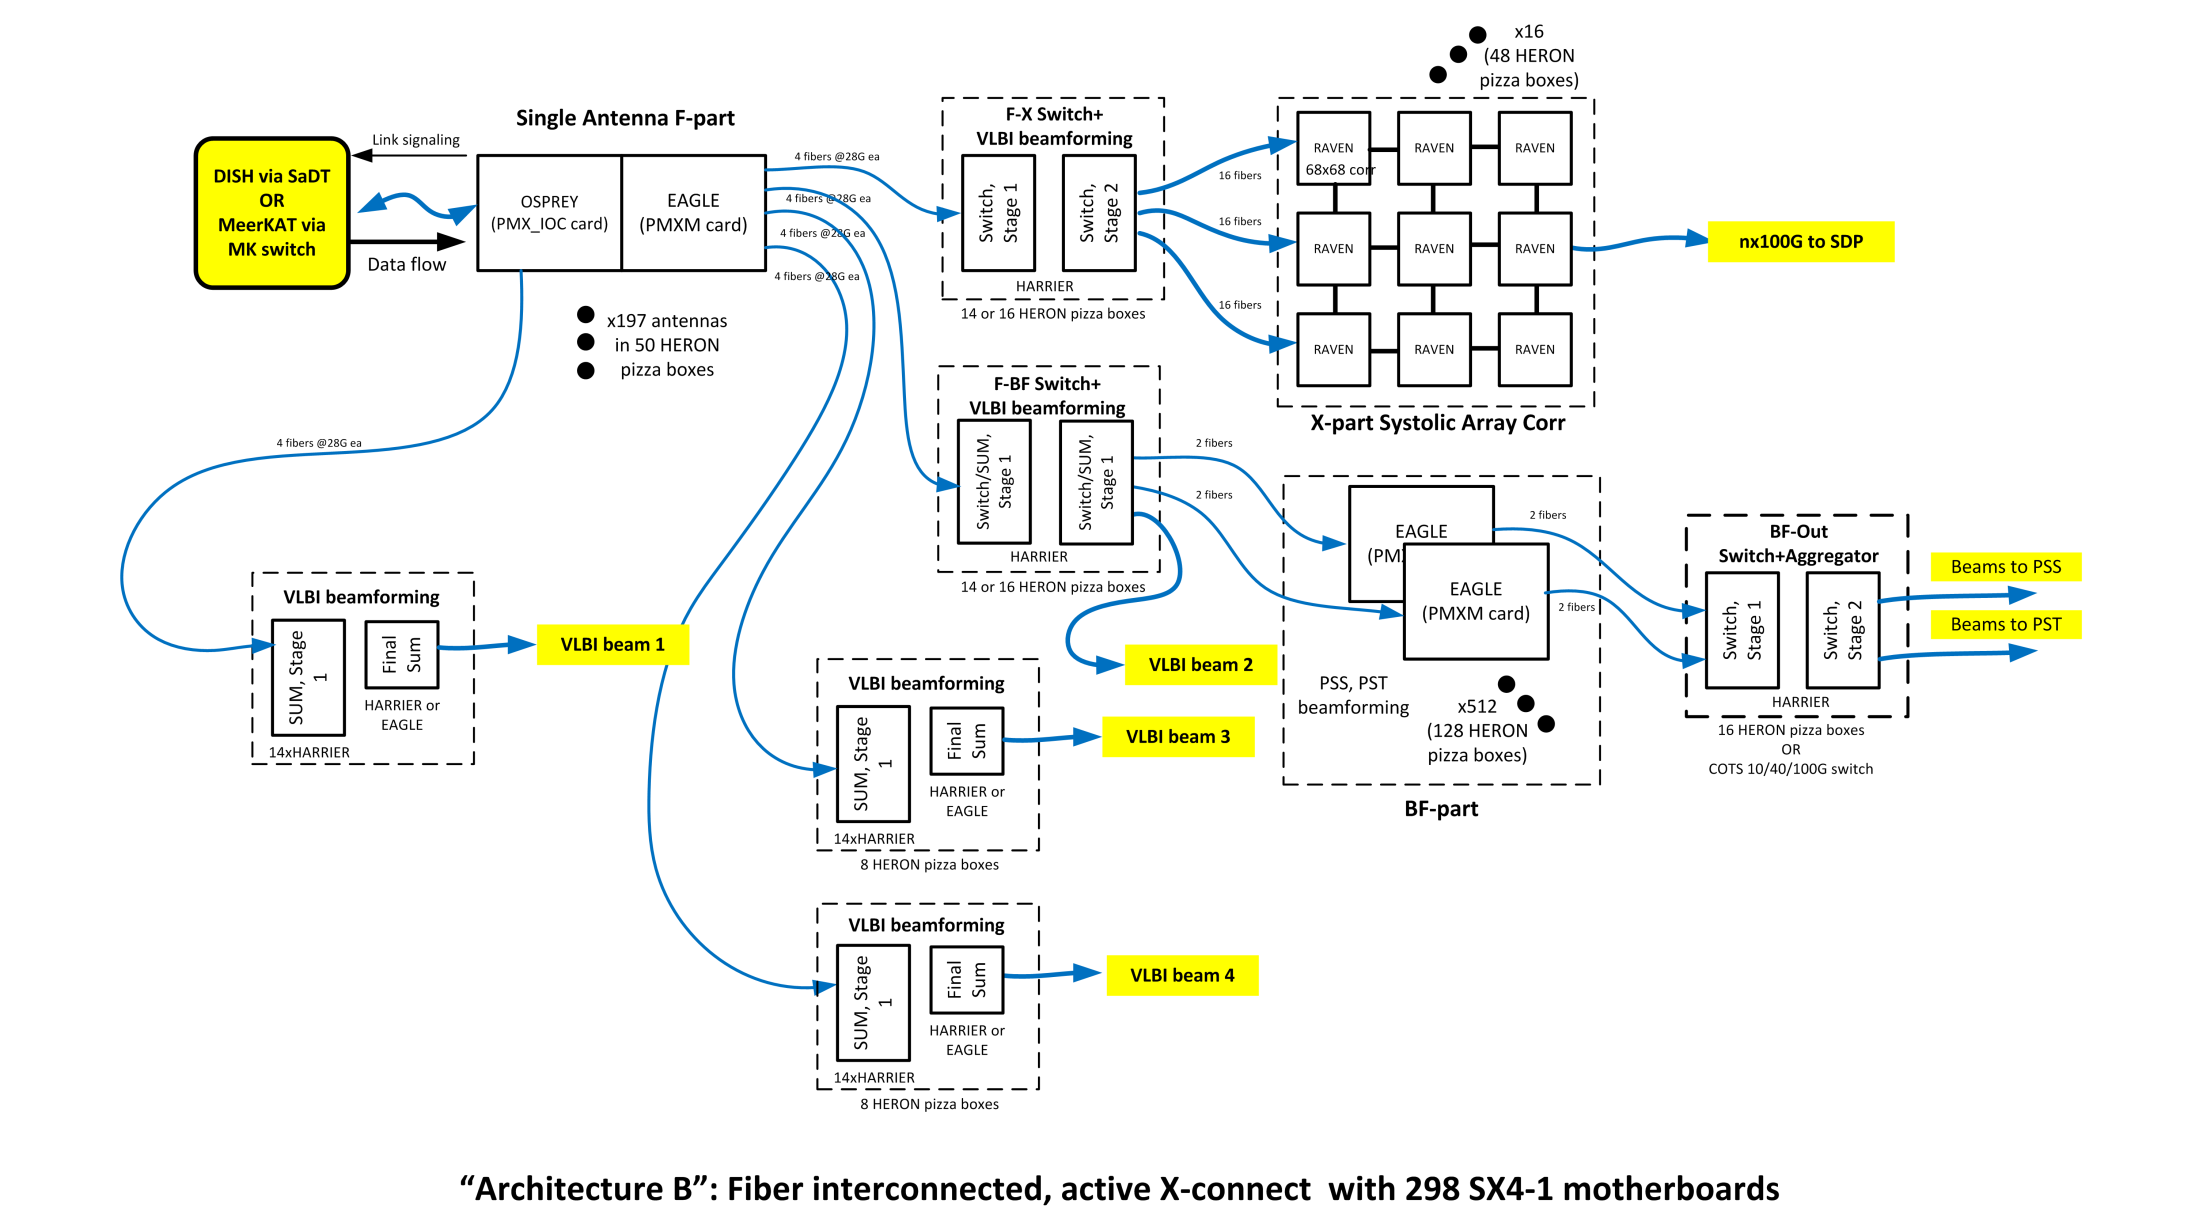 x16
(48 HERON
pizza boxes)
Single Antenna F-part
Link signaling
DISH via SaDT
OR
MeerKAT via
MK switch
Data flow
OSPREY
(PMX_IOC card)
EAGLE
(PMXM card)
4 fibers @28G ea
4 fibers @28G ea
4 fibers @28G ea
4 fibers @28G ea
x197 antennas
in 50 HERON
pizza boxes
4 fibers @28G ea
F-X Switch+
VLBI beamforming
Switch,
Stage 1
Switch,
Stage 2
HARRIER
14 or 16 HERON pizza boxes
16 fibers
16 fibers
16 fibers
RAVEN
68x68 corr
RAVEN
RAVEN
RAVEN
RAVEN
RAVEN
RAVEN
RAVEN
RAVEN
X-part Systolic Array Corr
nx100G to SDP
F-BF Switch+
VLBI beamforming
Switch/SUM,
Stage 1
Switch/SUM,
Stage 1
HARRIER
14 or 16 HERON pizza boxes
2 fibers
2 fibers
EAGLE
(PMX
EAGLE
(PMXM card)
2 fibers
2 fibers
PSS, PST
beamforming
x512
(128 HERON
pizza boxes)
BF-part
BF-Out
Switch+Aggregator
Switch,
Stage 1
Switch,
Stage 2
HARRIER
16 HERON pizza boxes
OR
COTS 10/40/100G switch
Beams to PSS
Beams to PST
VLBI beamforming
SUM, Stage
1
Final
Sum
HARRIER or
EAGLE
14xHARRIER
VLBI beam 1
VLBI beam 2
VLBI beamforming
SUM, Stage
1
Final
Sum
HARRIER or
EAGLE
14xHARRIER
8 HERON pizza boxes
VLBI beam 3
VLBI beamforming
SUM, Stage
1
Final
Sum
HARRIER or
EAGLE
14xHARRIER
8 HERON pizza boxes
VLBI beam 4
“Architecture B”: Fiber interconnected, active X-connect  with 298 SX4-1 motherboards